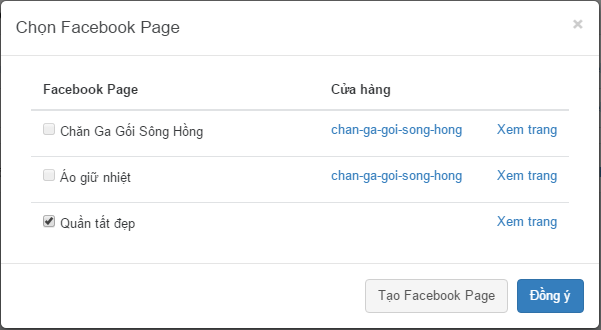 Chọn Facebook Page ×
Facebook Page Cửa hàng
Chăn Ga Gối Sông Hồng chan-ga-goi-song-hong Xem trang
Áo giữ nhiệt chan-ga-goi-song-hong Xem trang
Quần tất đẹp Xem trang
Tạo Facebook Page Đồng ý